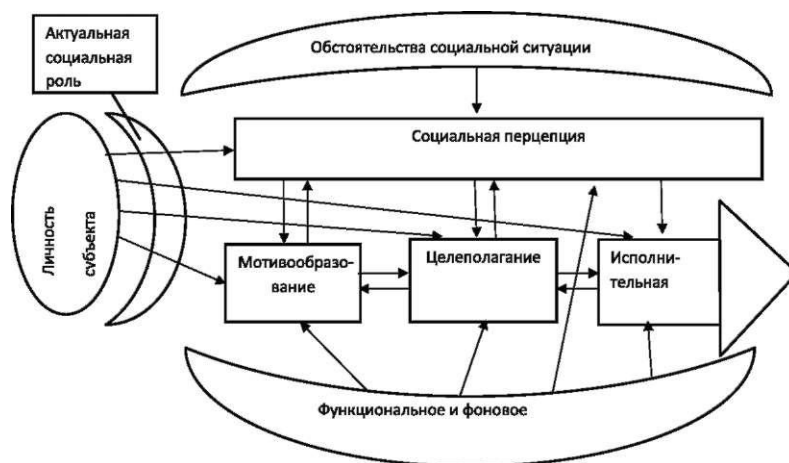 Актуальная
социальная
роль
Обстоятельства социальной ситуации
Социальная перцепция
Личность
субъекта
Мотивообразо-
вание
Целеполагание
Исполни-
тельная
Функциональное и фоновое